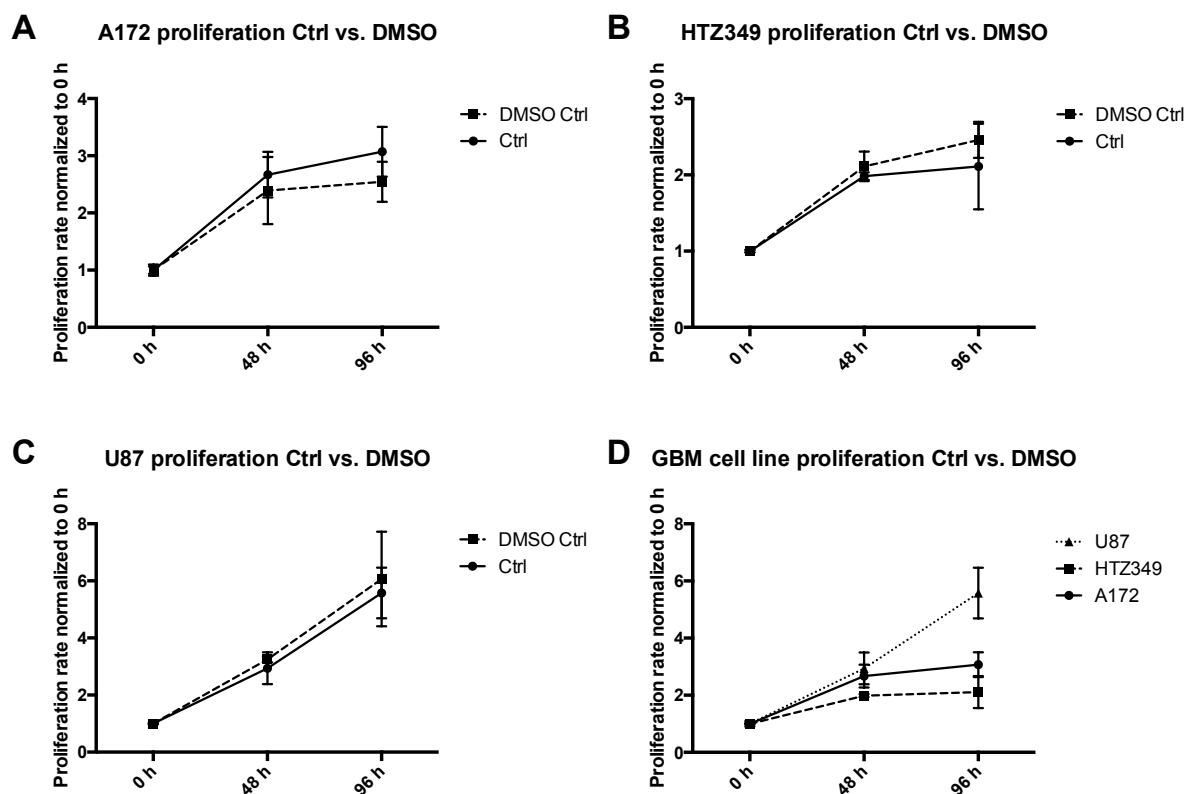 A
A172 proliferation Ctrl vs. DMSO
Proliferation rate normalized to 0 h
4
3
2
1
0
0 h
48 h
96 h
DMSO Ctrl
Ctrl
B
HTZ349 proliferation Ctrl vs. DMSO
Proliferation rate normalized to 0 h
3
2
1
0
0 h
48 h
96 h
DMSO Ctrl
Ctrl
C
U87 proliferation Ctrl vs. DMSO
Proliferation rate normalized to 0 h
8
6
4
2
0
0 h
48 h
96 h
DMSO Ctrl
Ctrl
D
GBM cell line proliferation Ctrl vs. DMSO
Proliferation rate normalized to 0 h
8
6
4
2
0
0 h
48 h
96 h
U87
HTZ349
A172